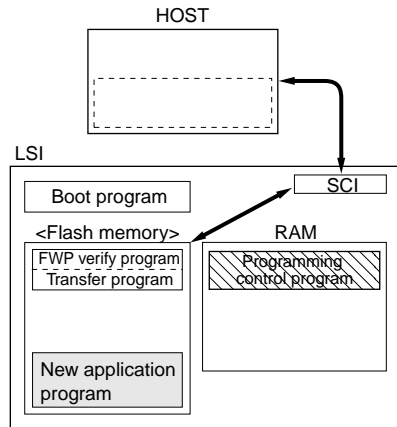 HOST
LSI
SCI
Boot program
<Flash memory>
RAM
FWP verify program
Transfer program
Programming
control program
New application
program